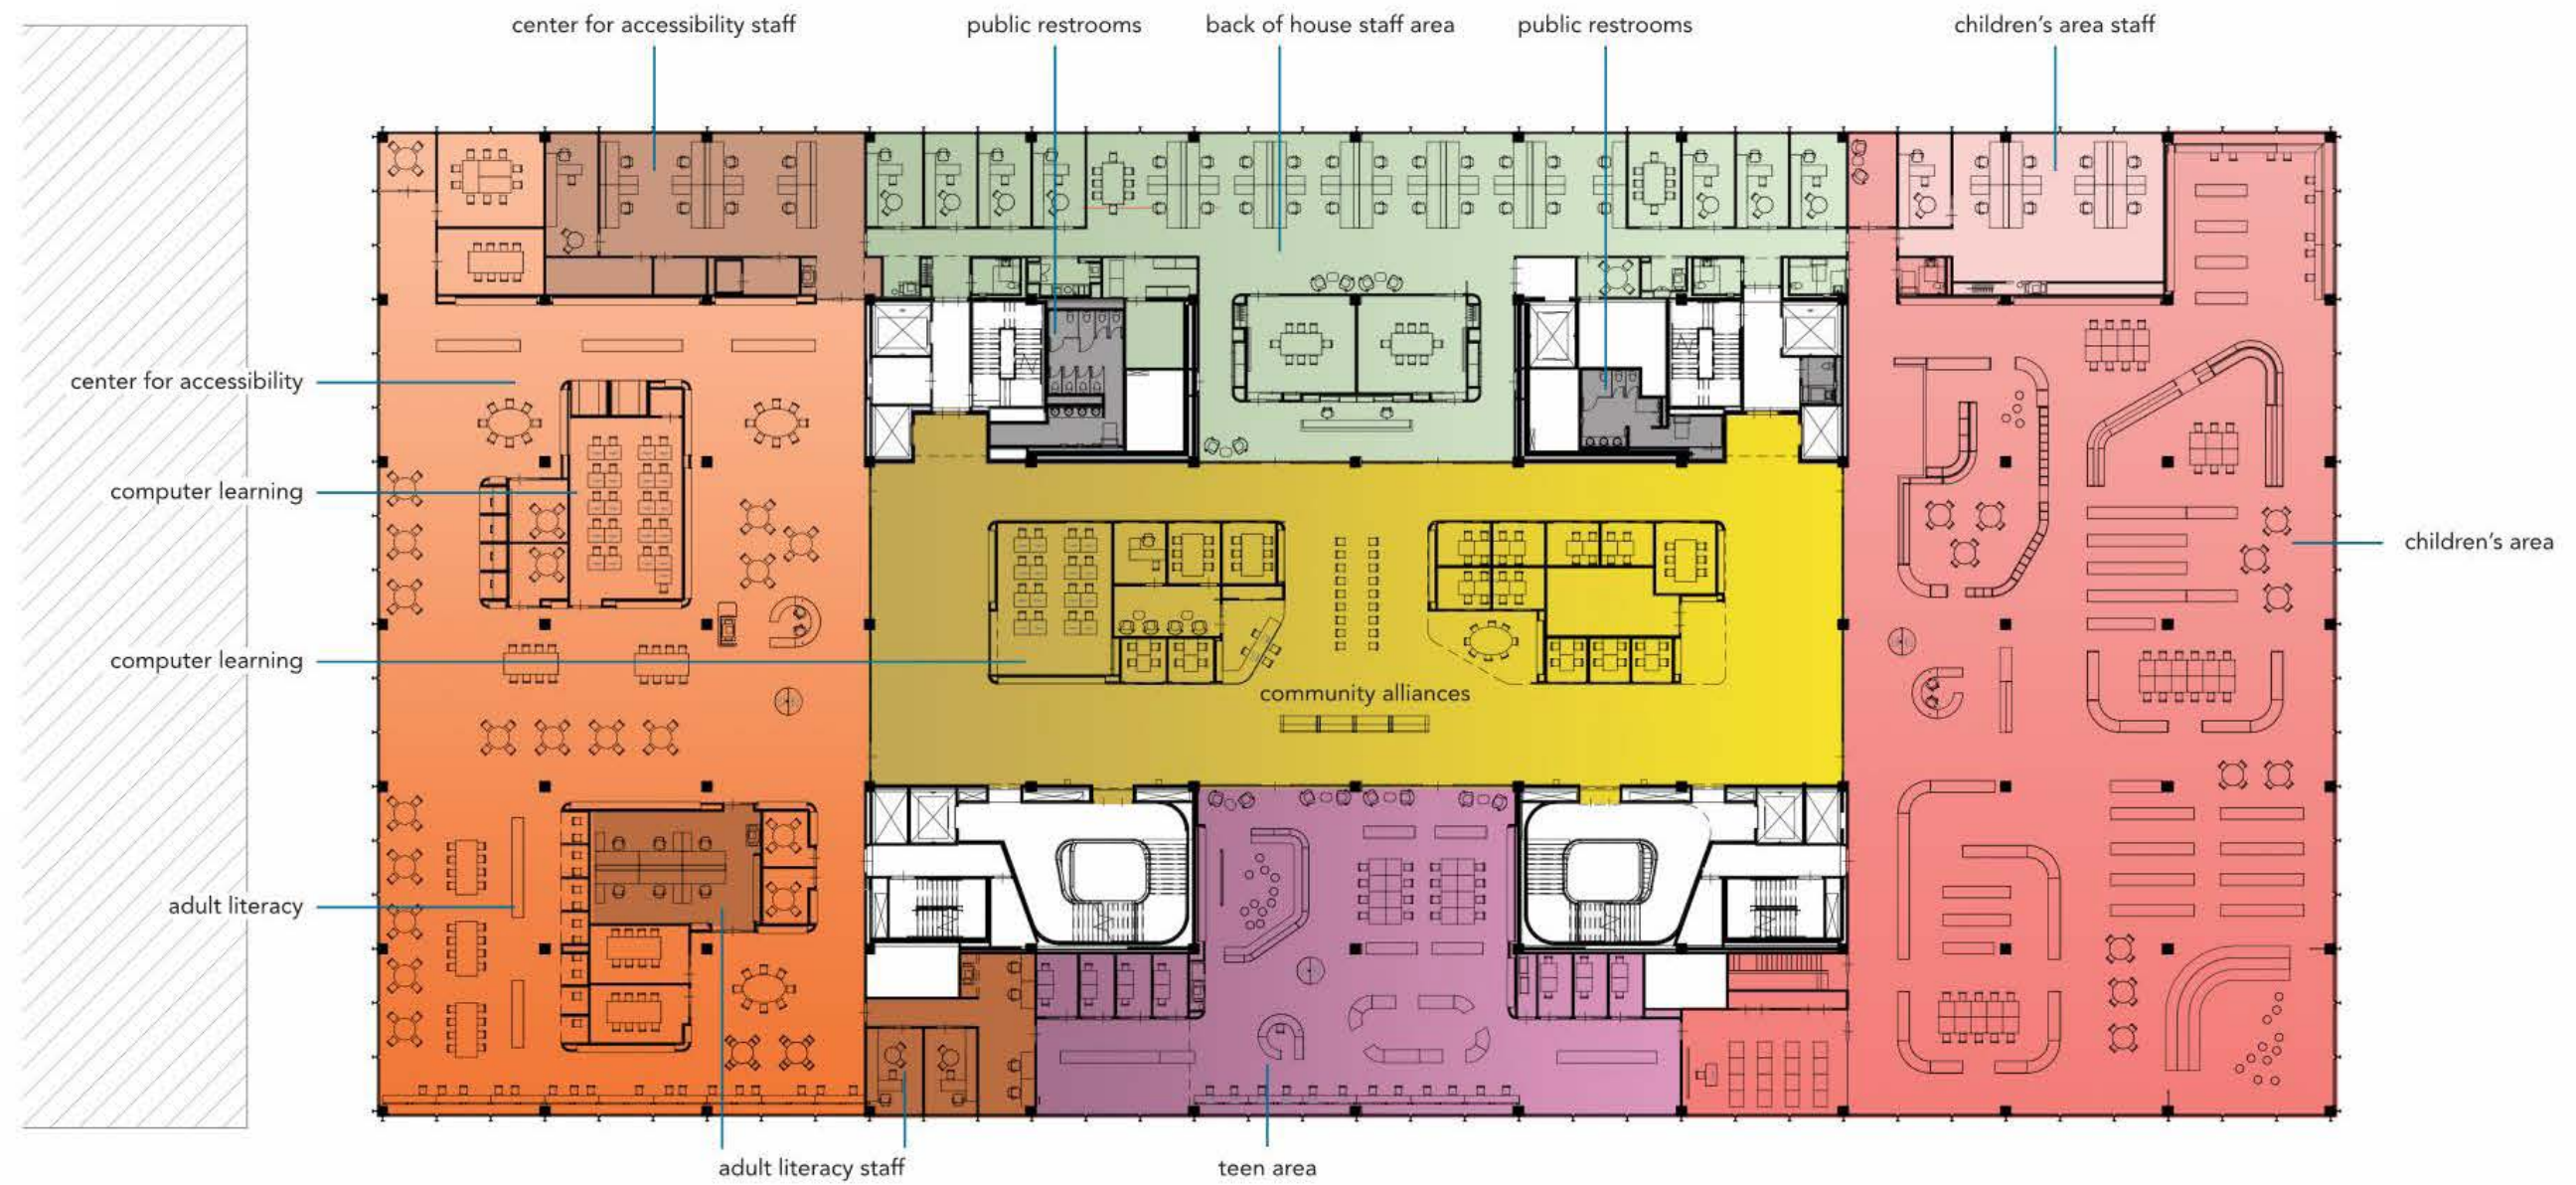 center for accessibility staff
public restrooms
back of house staff area
public restrooms
children's area staff
center for accessibility
computer learning
children's area
computer learning
community alliances
adult literacy
adult literacy staff
teen area